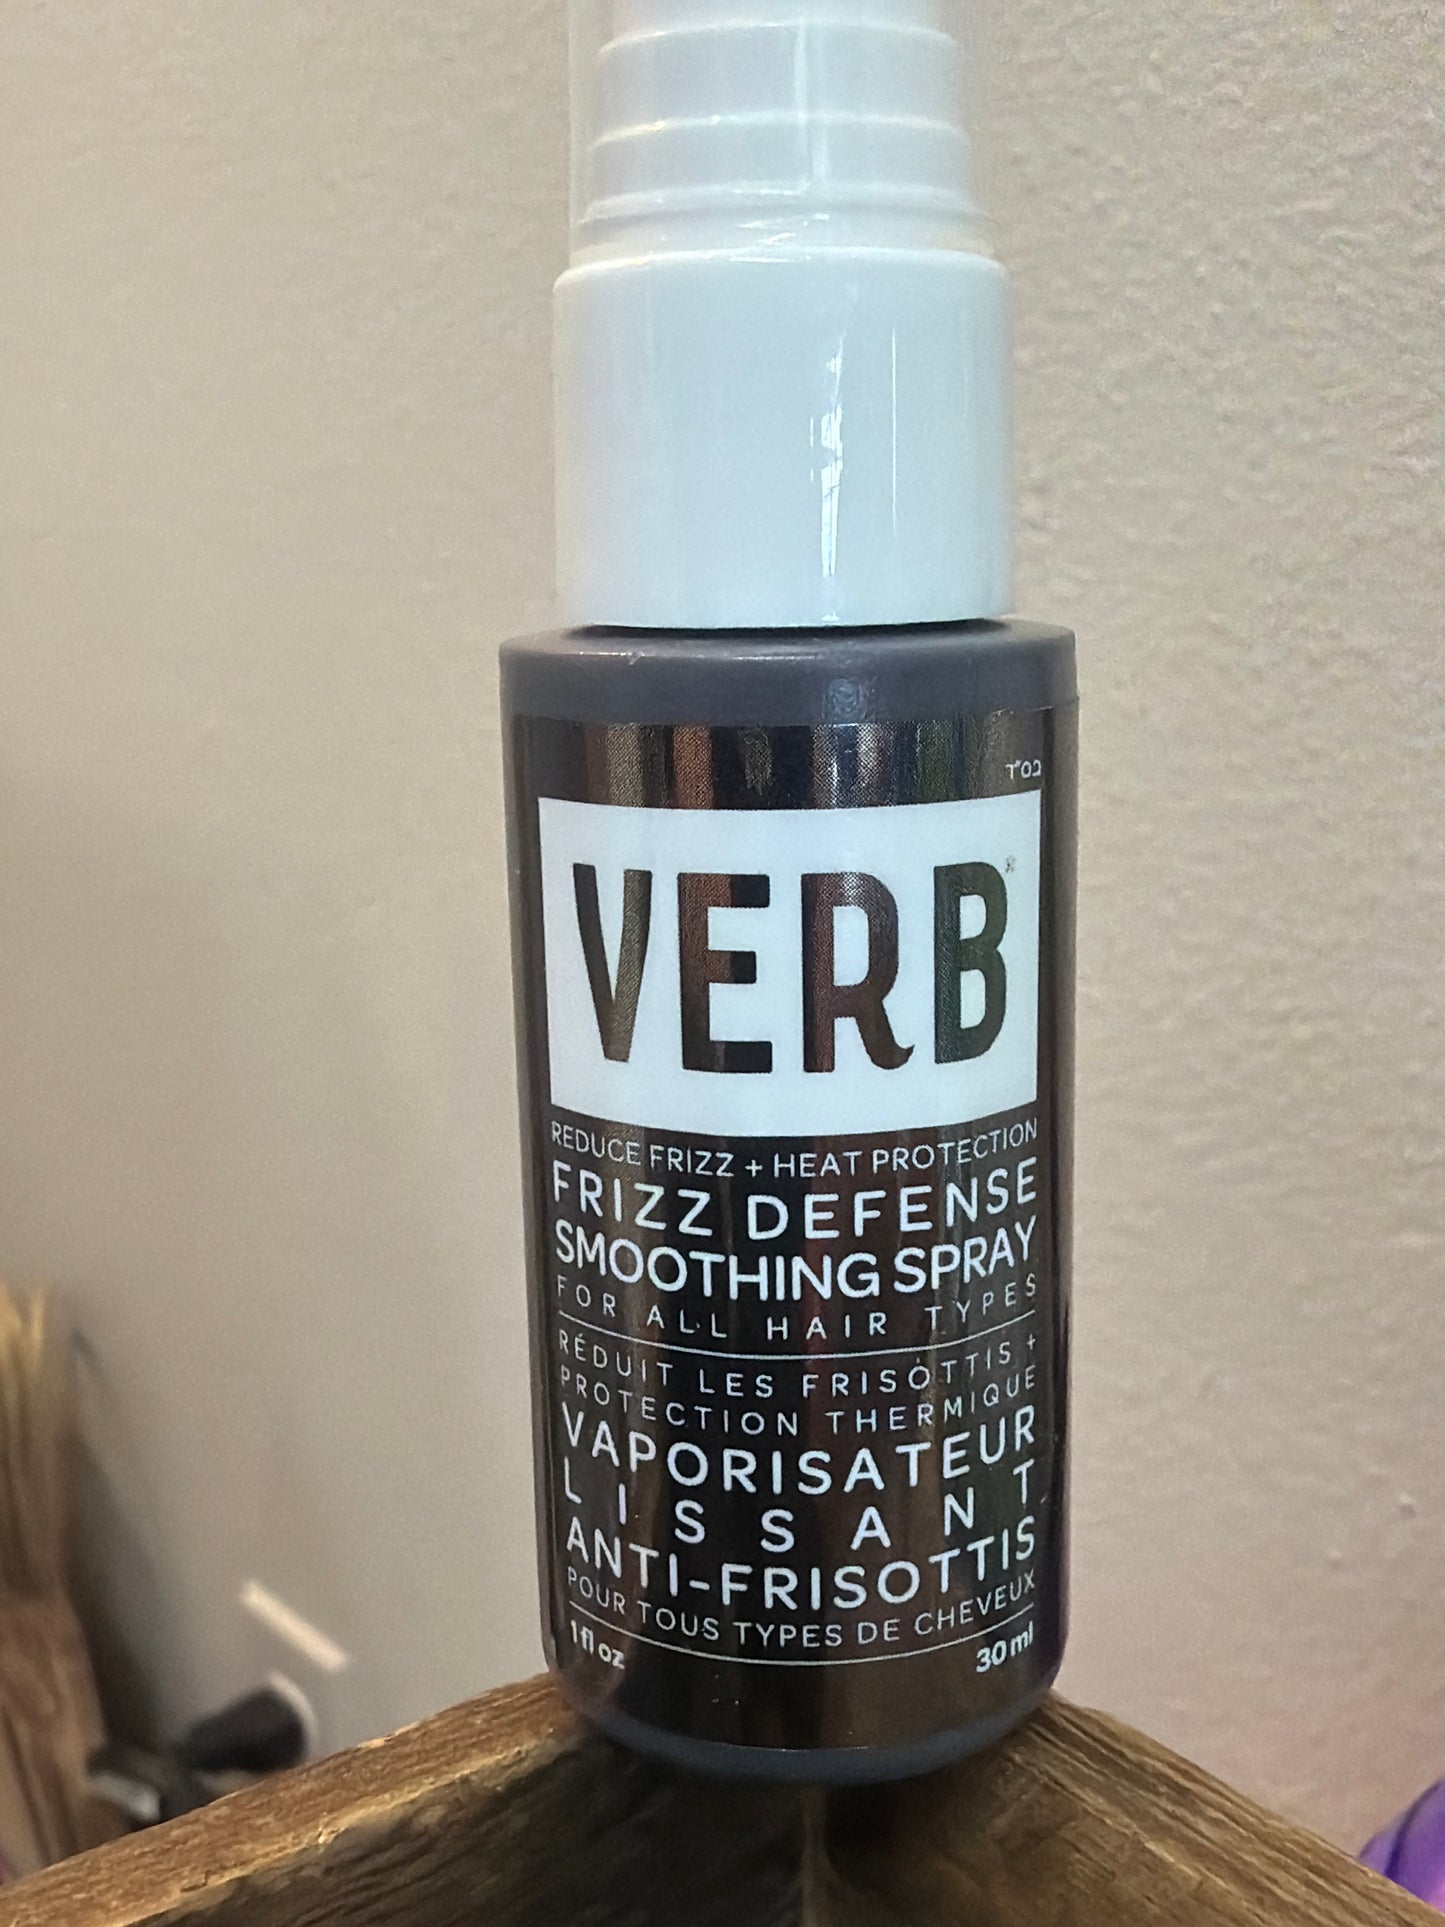 בס"ד
VERB®
REDUCE FRIZZ + HEAT PROTECTION
FRIZZ DEFENSE
SMOOTHING SPRAY
FOR ALL HAIR TYPES
RÉDUIT LES FRISOTTIS +
PROTECTION THERMIQUE
VAPORISATEUR
LISSANT
ANTI-FRISOTTIS
POUR TOUS TYPES DE CHEVEUX
1 fl oz 30 ml